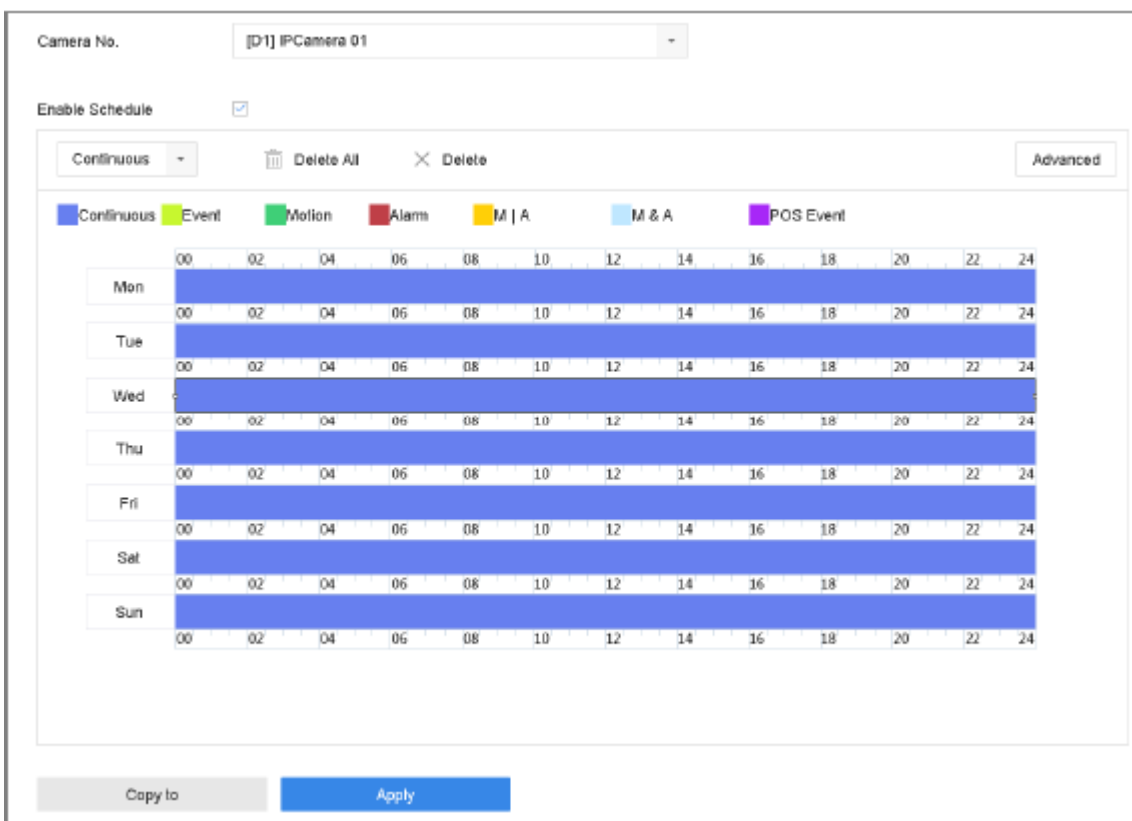 Camera No. [D1] IPCamera 01
Enable Schedule
Continuous Delete All Delete Advanced
Continuous Event Motion Alarm M | A M & A POS Event
00 02 04 06 08 10 12 14 16 18 20 22 24
Mon
00 02 04 06 08 10 12 14 16 18 20 22 24
Tue
00 02 04 06 08 10 12 14 16 18 20 22 24
Wed
00 02 04 06 08 10 12 14 16 18 20 22 24
Thu
00 02 04 06 08 10 12 14 16 18 20 22 24
Fri
00 02 04 06 08 10 12 14 16 18 20 22 24
Sat
00 02 04 06 08 10 12 14 16 18 20 22 24
Sun
00 02 04 06 08 10 12 14 16 18 20 22 24
Copy to Apply